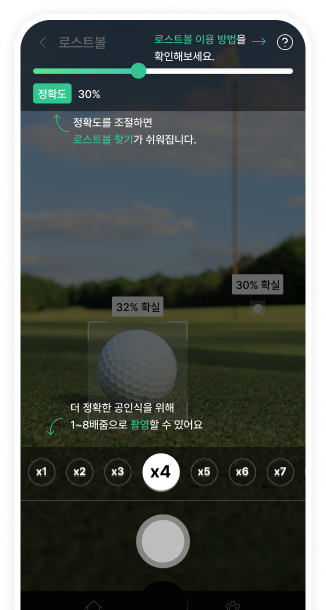 로스트볼
로스트볼 이용 방법을
확인해보세요.
정확도 30%
정확도를 조절하면
로스트볼 찾기가 쉬워집니다.
30% 확실
32% 확실
더 정확한 공인식을 위해
1~8배줌으로 촬영할 수 있어요
x1 x2 x3 x4 x5 x6 x7